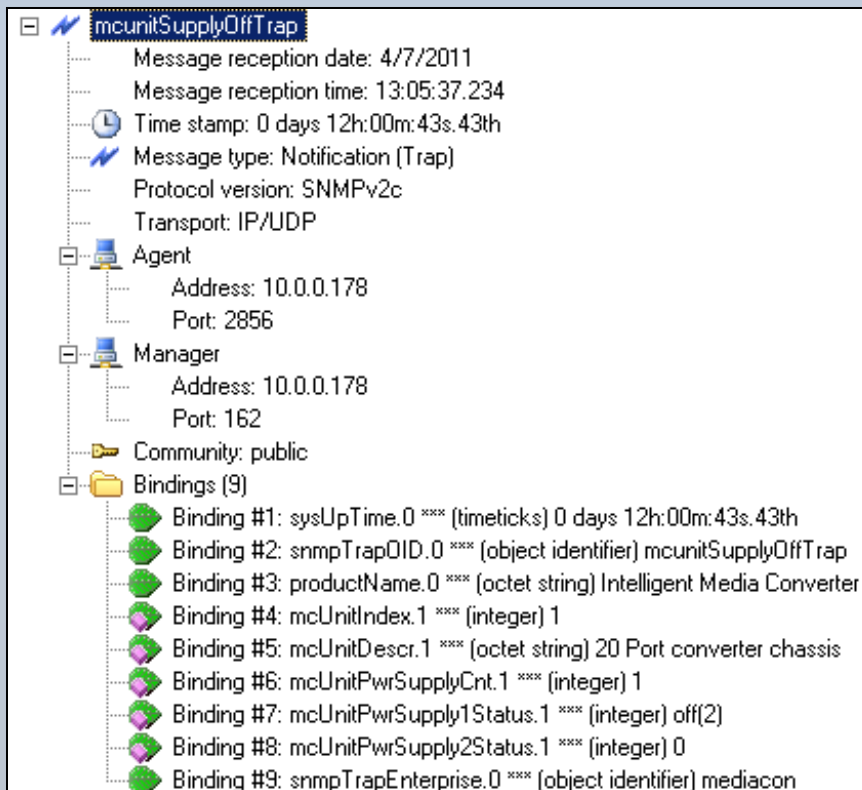 mcunitSupplyOffTrap
Message reception date: 4/7/2011
Message reception time: 13:05:37.234
Time stamp: 0 days 12h:00m:43s.43th
Message type: Notification (Trap)
Protocol version: SNMPv2c
Transport: IP/UDP
Agent
Address: 10.0.0.178
Port: 2856
Manager
Address: 10.0.0.178
Port: 162
Community: public
Bindings (9)
Binding #1: sysUpTime.0 *** (timeticks) 0 days 12h:00m:43s.43th
Binding #2: snmpTrapOID.0 *** (object identifier) mcunitSupplyOffTrap
Binding #3: productName.0 *** (octet string) Intelligent Media Converter
Binding #4: mcUnitIndex.1 *** (integer) 1
Binding #5: mcUnitDescr.1 *** (octet string) 20 Port converter chassis
Binding #6: mcUnitPwrSupplyCnt.1 *** (integer) 1
Binding #7: mcUnitPwrSupply1Status.1 *** (integer) off(2)
Binding #8: mcUnitPwrSupply2Status.1 *** (integer) 0
Binding #9: snmpTrapEnterprise.0 *** (object identifier) mediacon